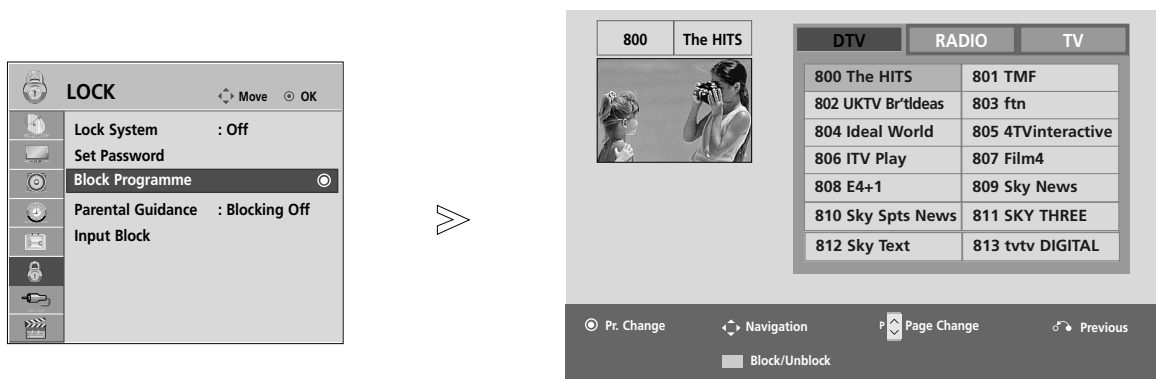 LOCK
Move OK
Lock System : Off
Set Password
Block Programme
Parental Guidance : Blocking Off
Input Block
800 The HITS
DTV RADIO TV
800 The HITS 801 TMF
802 UKTV Br'tIdeas 803 ftn
804 Ideal World 805 4TVinteractive
806 ITV Play 807 Film4
808 E4+1 809 Sky News
810 Sky Spts News 811 SKY THREE
812 Sky Text 813 tvtv DIGITAL
Pr. Change Navigation P Page Change Previous
Block/Unblock